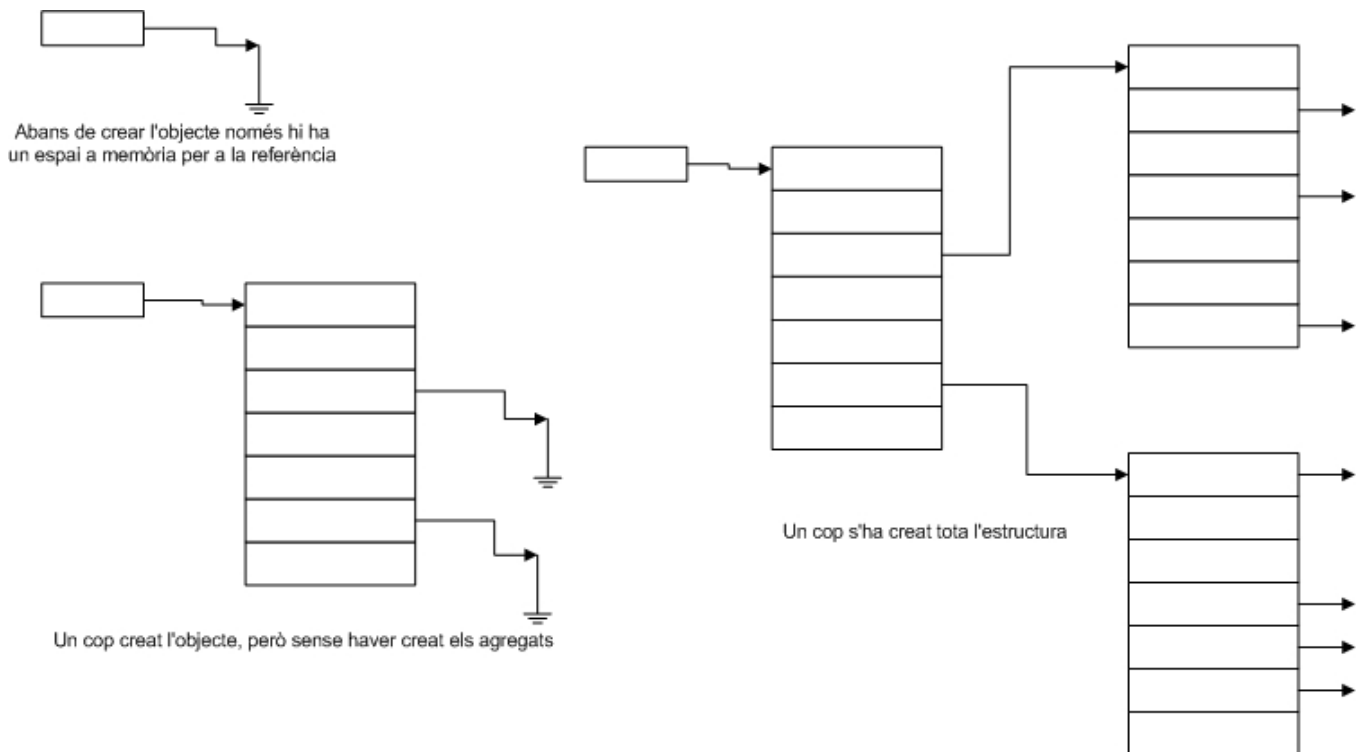 Abans de crear l'objecte només hi ha
un espai a memòria per a la referència
Un cop s'ha creat tota l'estructura
Un cop creat l'objecte, però sense haver creat els agregats